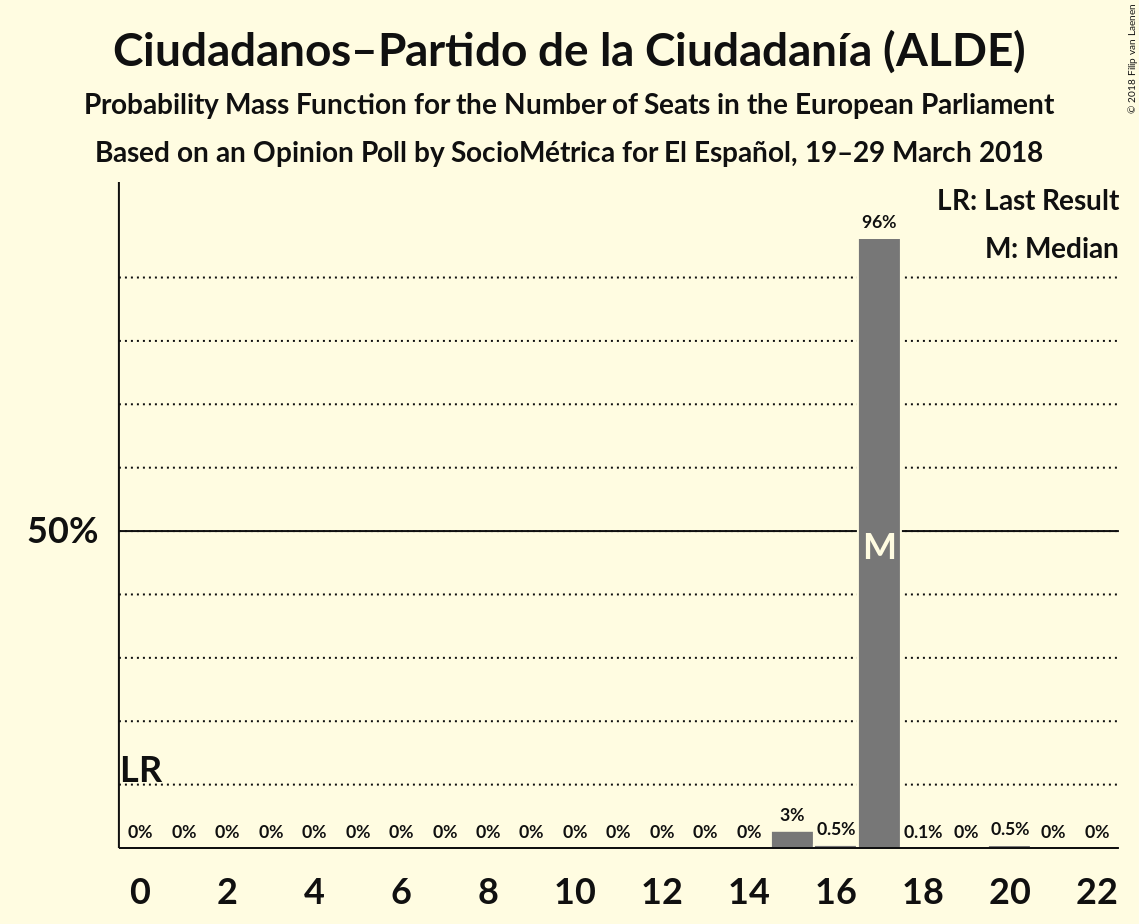 Ciudadanos–Partido de la Ciudadanía (ALDE)
Probability Mass Function for the Number of Seats in the European Parliament
Based on an Opinion Poll by SocioMétrica for El Español, 19–29 March 2018
© 2018 Filip van Laenen
LR: Last Result
M: Median
96%
50%
M
LR
0% 0% 0% 0% 0% 0% 0% 0% 0% 0% 0% 0% 0% 0% 0% 3% 0.5% 0.1% 0% 0.5% 0% 0%
0 2 4 6 8 10 12 14 16 18 20 22